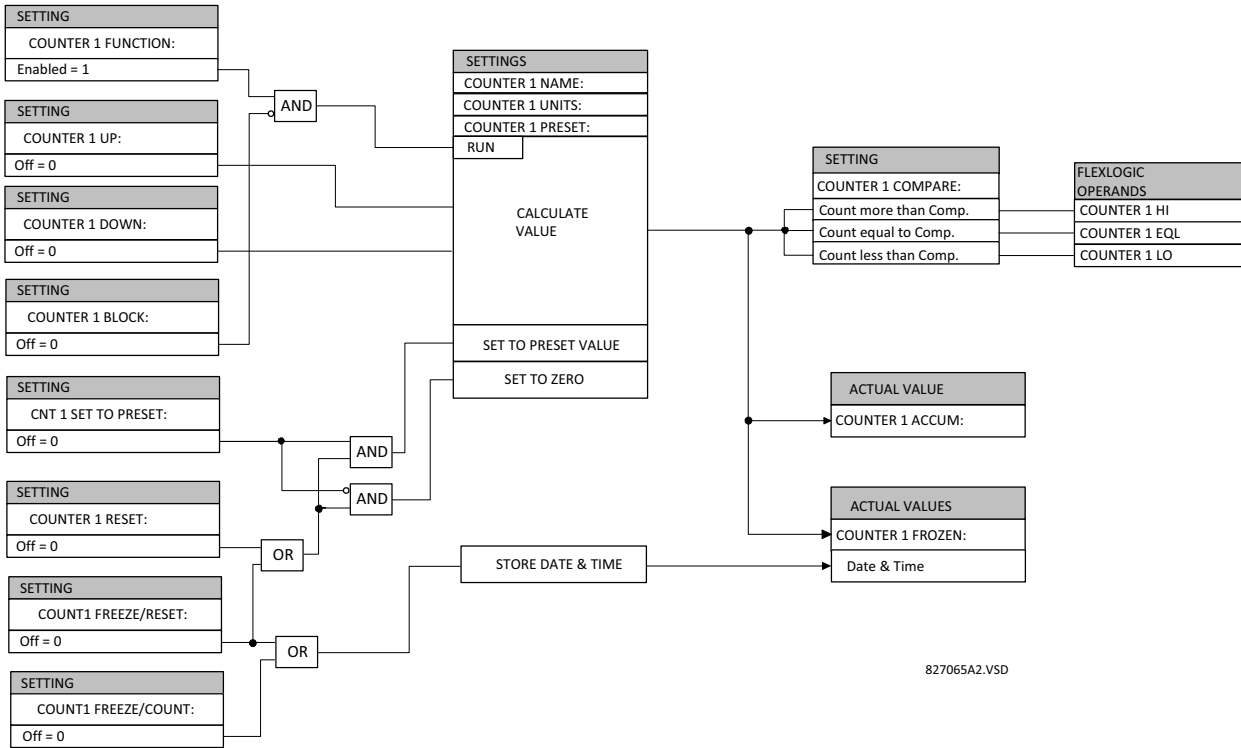 SETTING
COUNTER 1 FUNCTION:
Enabled = 1
SETTING
COUNTER 1 UP:
Off = 0
SETTING
COUNTER 1 DOWN:
Off = 0
SETTING
COUNTER 1 BLOCK:
Off = 0
SETTING
CNT 1 SET TO PRESET:
Off = 0
SETTING
COUNTER 1 RESET:
Off = 0
SETTING
COUNT1 FREEZE/RESET:
Off = 0
SETTING
COUNT1 FREEZE/COUNT:
Off = 0
AND
AND
AND
OR
OR
SETTINGS
COUNTER 1 NAME:
COUNTER 1 UNITS:
COUNTER 1 PRESET:
RUN
CALCULATE
VALUE
SET TO PRESET VALUE
SET TO ZERO
STORE DATE & TIME
SETTING
COUNTER 1 COMPARE:
Count more than Comp.
Count equal to Comp.
Count less than Comp.
FLEXLOGIC
OPERANDS
COUNTER 1 HI
COUNTER 1 EQL
COUNTER 1 LO
ACTUAL VALUE
COUNTER 1 ACCUM:
ACTUAL VALUES
COUNTER 1 FROZEN:
Date & Time
827065A2.VSD